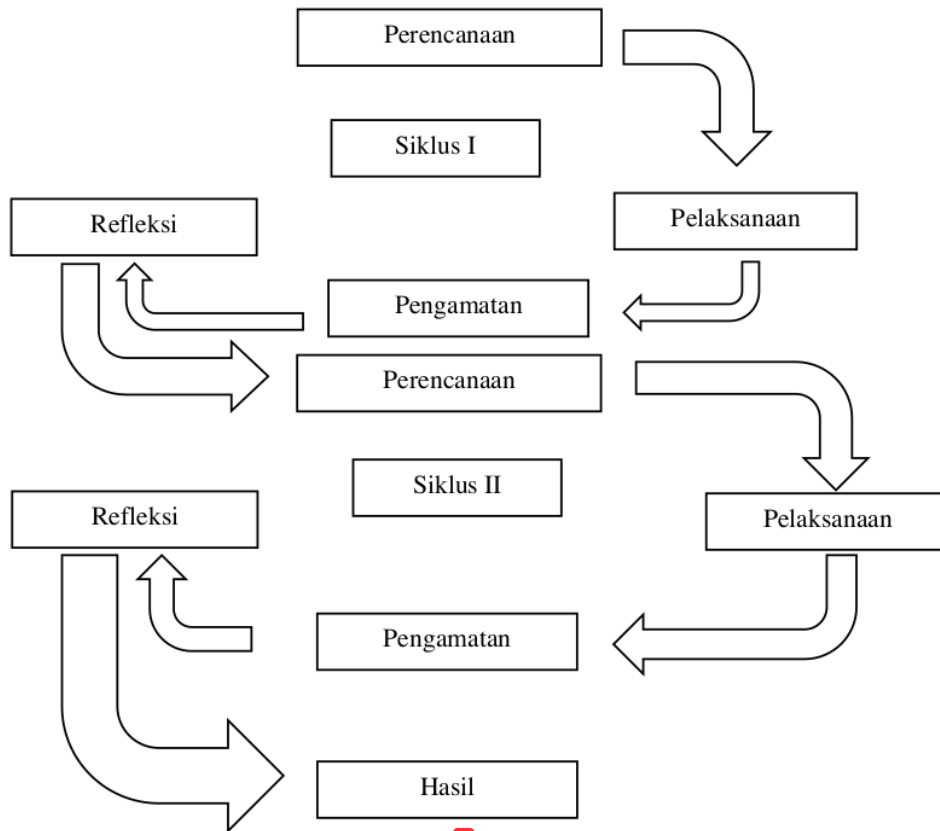 Perencanaan
Siklus I
Refleksi
Pelaksanaan
Pengamatan
Perencanaan
Siklus II
Refleksi
Pelaksanaan
Pengamatan
Hasil